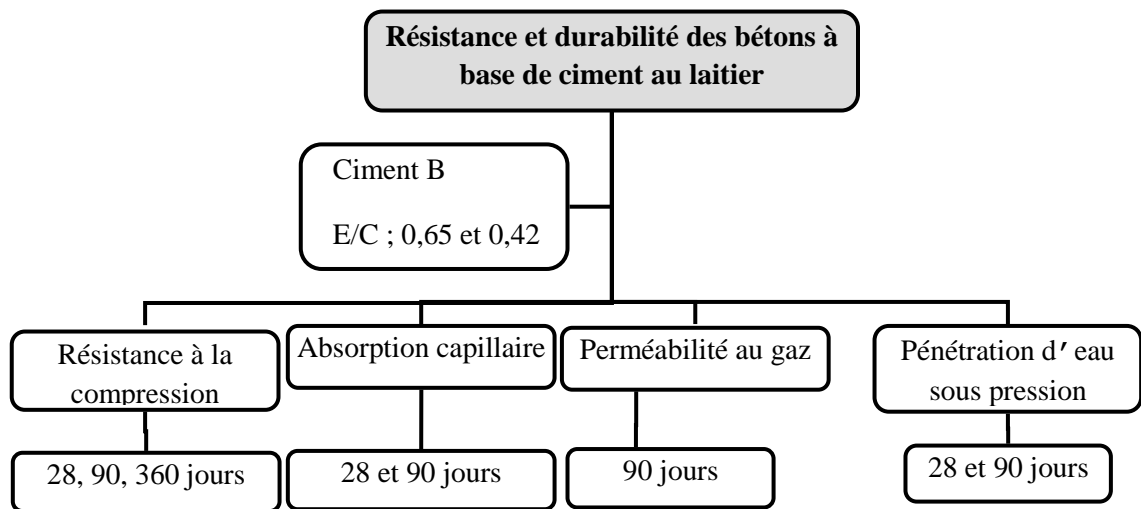 Résistance et durabilité des bétons à
base de ciment au laitier
Ciment B
E/C ; 0,65 et 0,42
Résistance à la
compression
Absorption capillaire
Perméabilité au gaz
Pénétration d’eau
sous pression
28, 90, 360 jours
28 et 90 jours
90 jours
28 et 90 jours